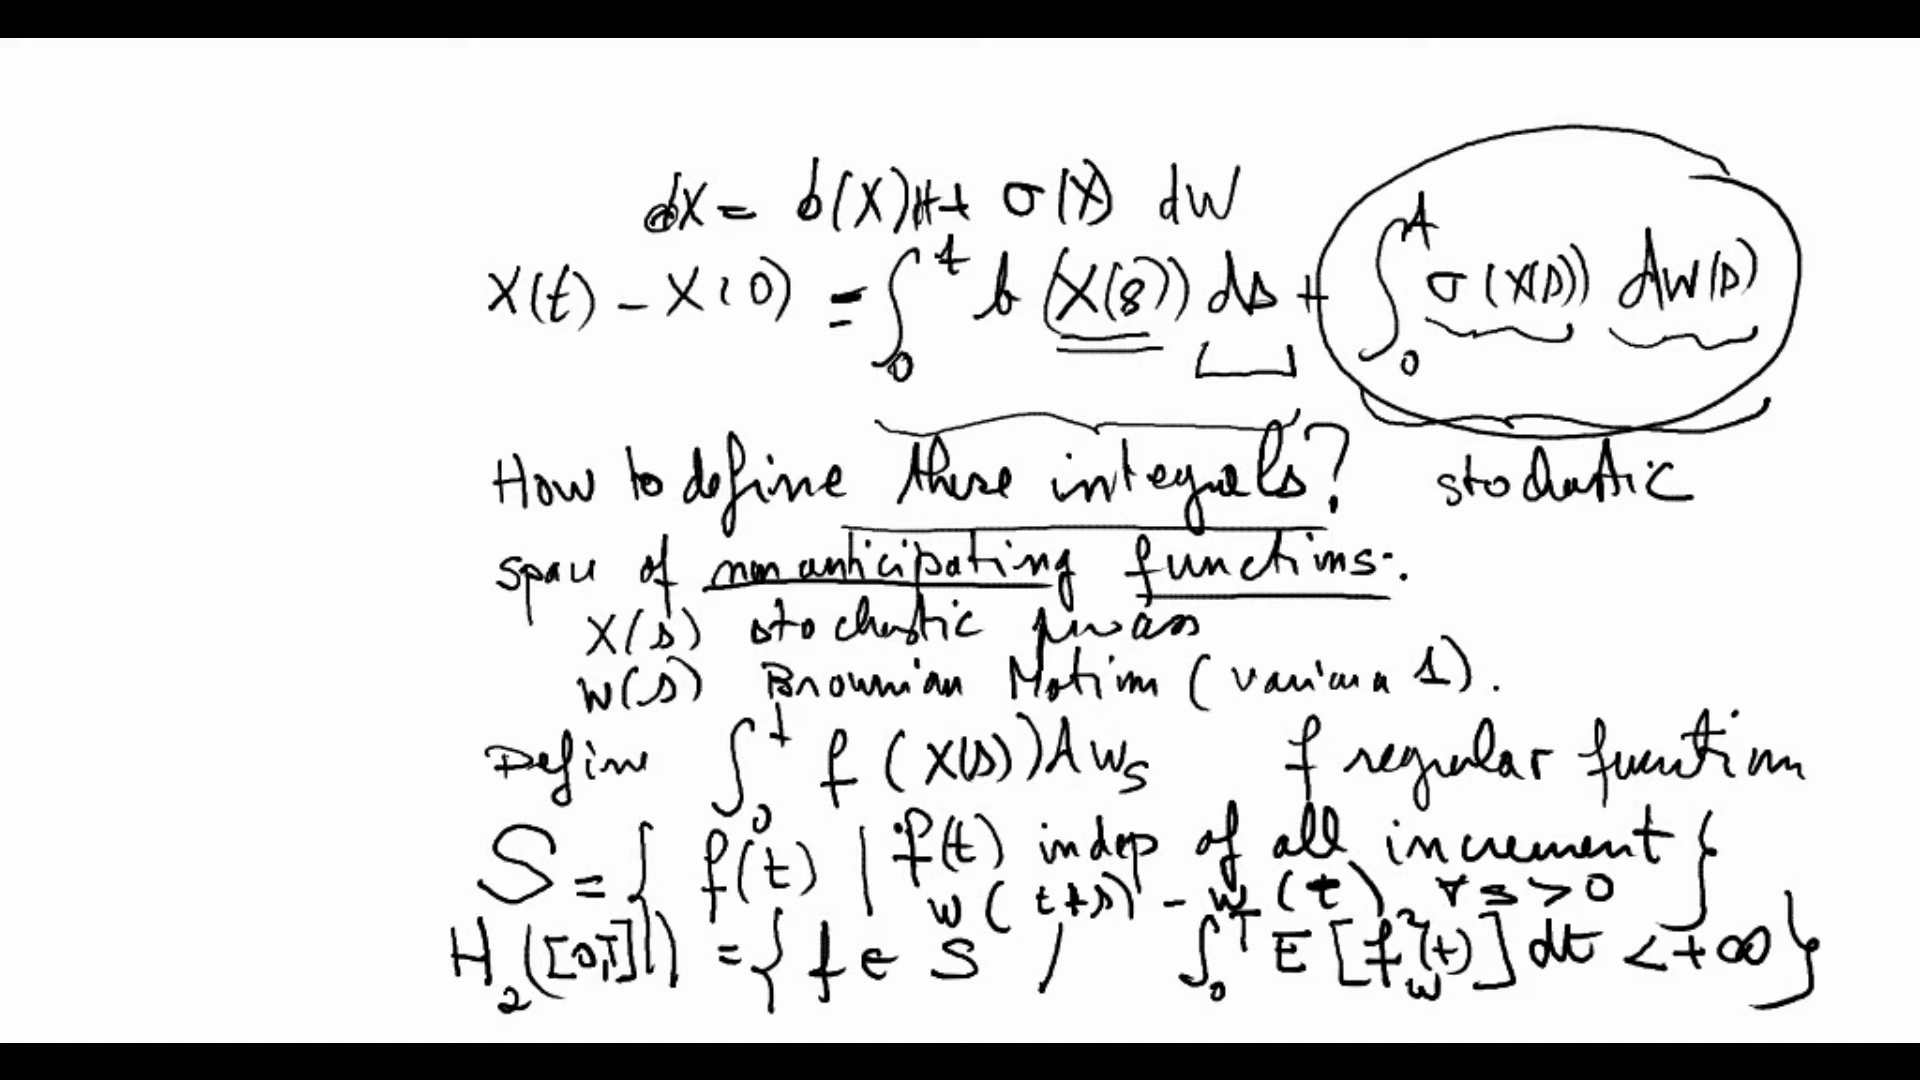 dX = b(X)dt + σ(X) dW
X(t) - X(0) = ∫₀ᵗ b(X(s)) ds + ∫₀ᵗ σ(X(s)) dW(s)
How to define these integrals? stochastic
space of non anticipating functions.
X(s) stochastic process
W(s) Brownian Motion (variance 1).
Define ∫₀ᵗ f(X(s))dWₛ f regular function
S = { f(t) | f(t) indep of all increment
W(t+s) - W(t) ∀ s > 0 }
H₂([0,T]) = { f ∈ S / ∫₀ᵀ E[f²(t)] dt < +∞ }
w